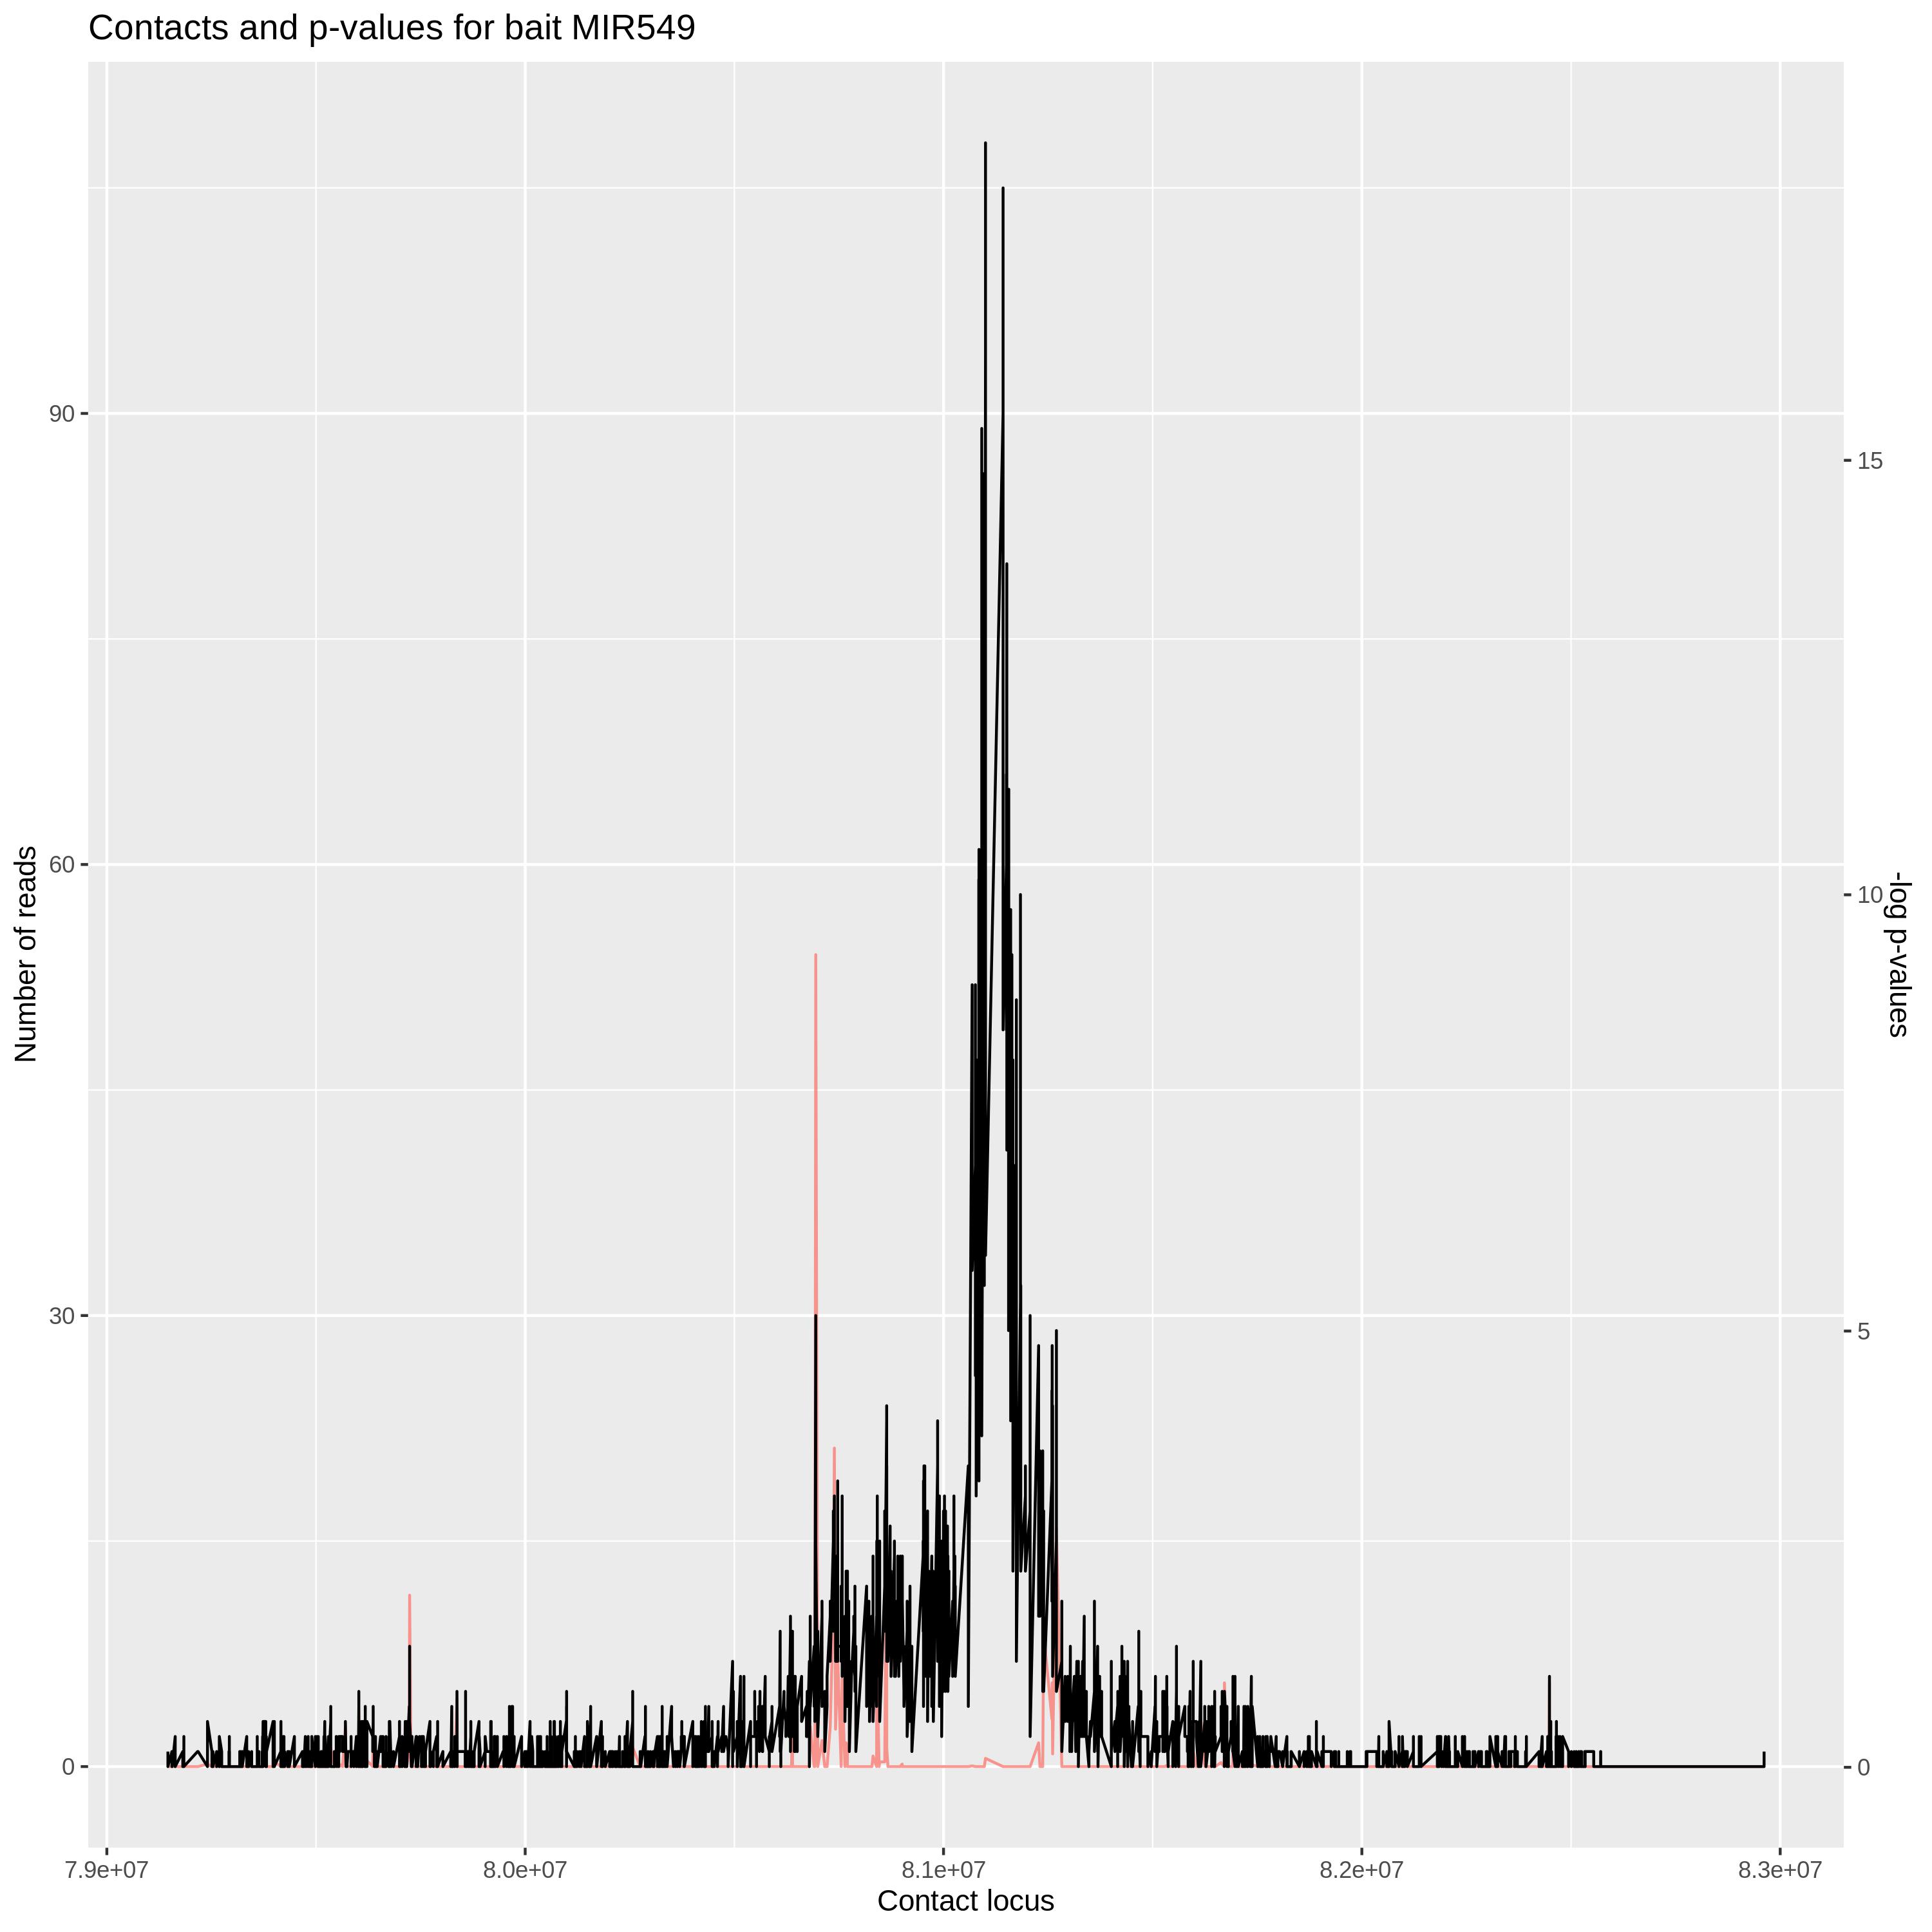 Contacts and p-values for bait MIR549
90
60
30
0
Number of reads
15
10
5
0
-log p-values
7.9e+07
8.0e+07
8.1e+07
8.2e+07
8.3e+07
Contact locus